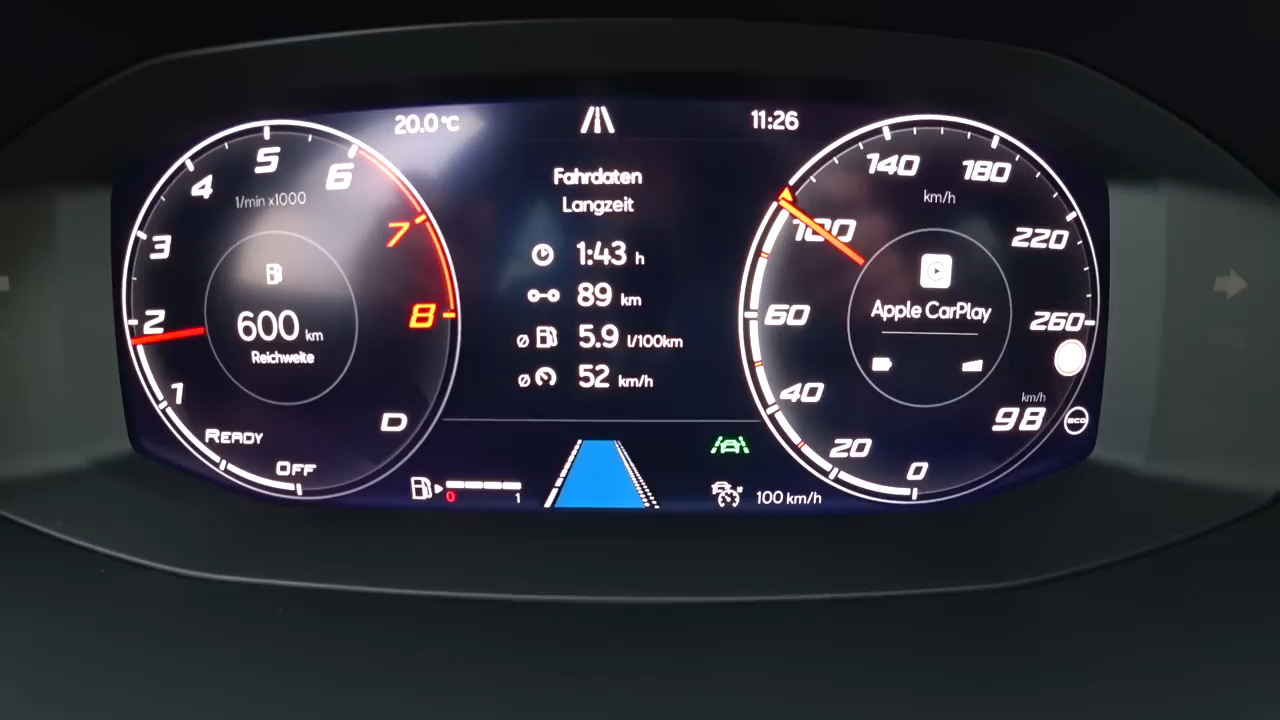 20.0°C
11:26
5
4
6
3
7
2
8
1
1/min x1000
600 km
Reichweite
READY
OFF
D
Fahrdaten
Langzeit
1:43 h
89 km
Ø 5.9 l/100km
Ø 52 km/h
0 1
100 km/h
140
180
km/h
100
220
60
260
40
20
0
Apple CarPlay
km/h
98
ECO